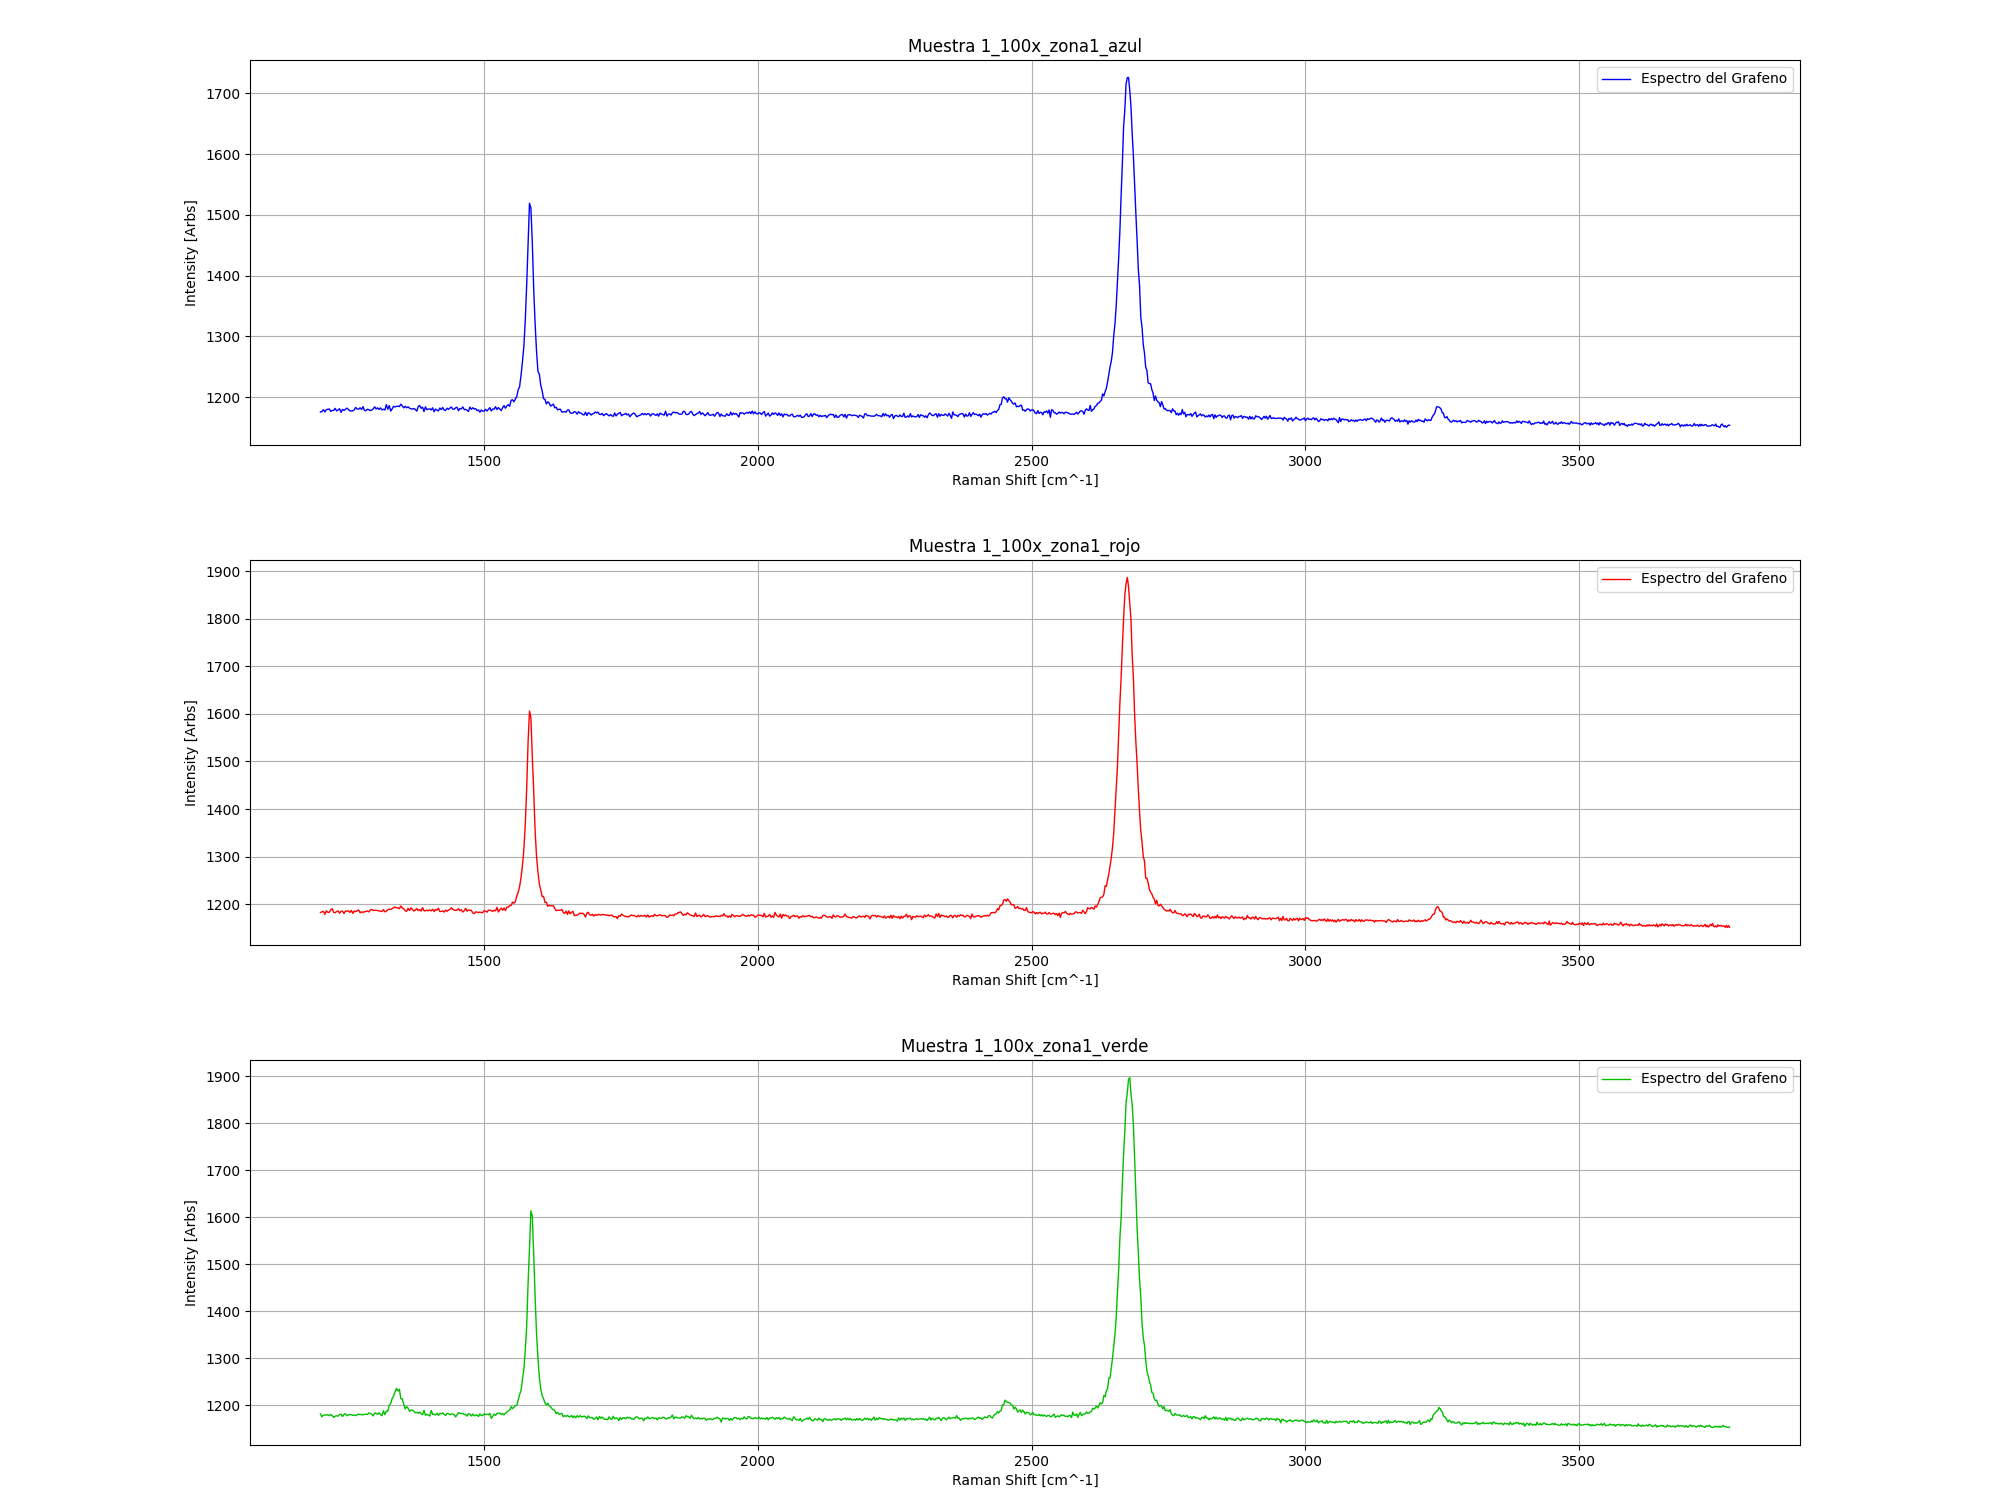 Muestra 1_100x_zona1_azul
Espectro del Grafeno
1700
1600
1500
1400
1300
1200
Intensity [Arbs]
1500 2000 2500 3000 3500
Raman Shift [cm^-1]
Muestra 1_100x_zona1_rojo
Espectro del Grafeno
1900
1800
1700
1600
1500
1400
1300
1200
Intensity [Arbs]
1500 2000 2500 3000 3500
Raman Shift [cm^-1]
Muestra 1_100x_zona1_verde
Espectro del Grafeno
1900
1800
1700
1600
1500
1400
1300
1200
Intensity [Arbs]
1500 2000 2500 3000 3500
Raman Shift [cm^-1]